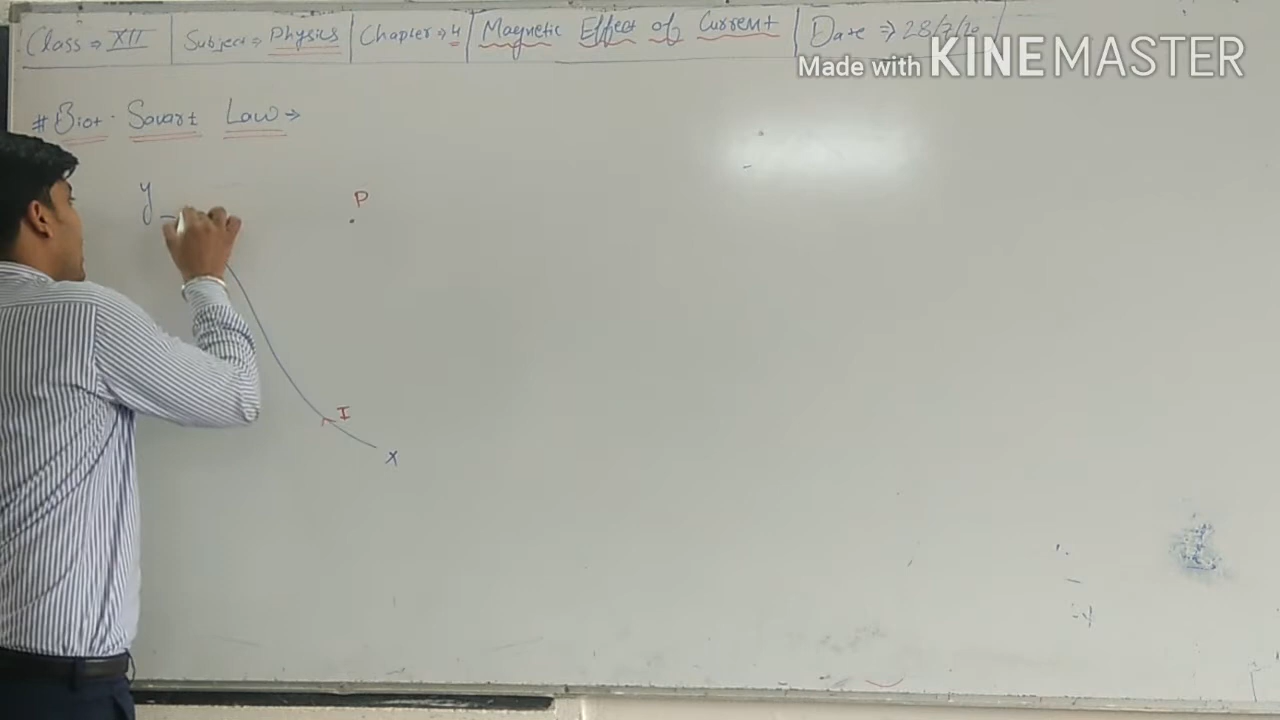 Class ⇒ XII | Subject ⇒ Physics | Chapter ⇒ 4 | Magnetic Effect of Current | Date ⇒ 28/7/20
Made with KINEMASTER
# Biot-Savart Law →
y
P
I
X